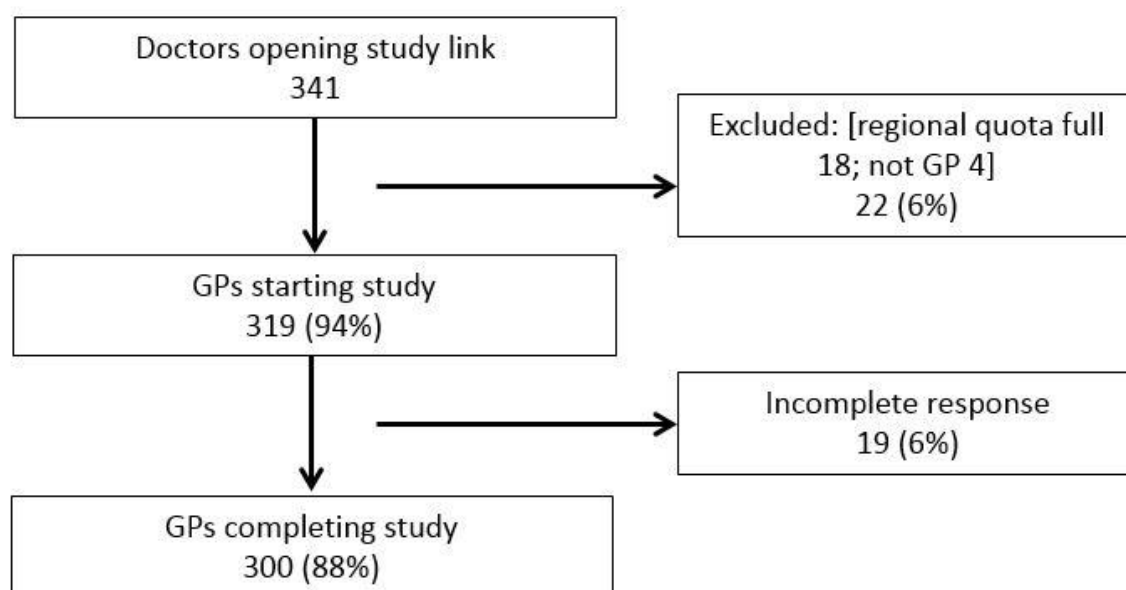 Doctors opening study link
341
Excluded: [regional quota full
18; not GP 4]
22 (6%)
GPs starting study
319 (94%)
Incomplete response
19 (6%)
GPs completing study
300 (88%)